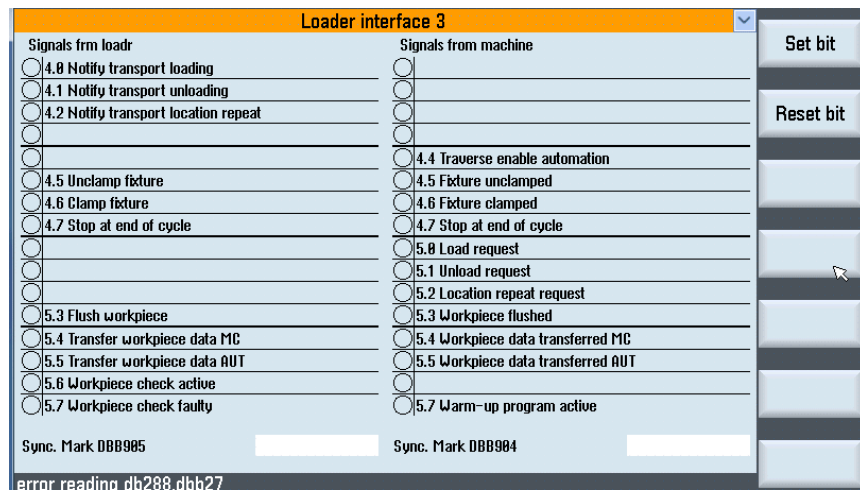 Loader interface 3
Signals frm loadr
Signals from machine
4.0 Notify transport loading
4.1 Notify transport unloading
4.2 Notify transport location repeat
4.4 Traverse enable automation
4.5 Unclamp fixture
4.5 Fixture unclamped
4.6 Clamp fixture
4.6 Fixture clamped
4.7 Stop at end of cycle
4.7 Stop at end of cycle
5.0 Load request
5.1 Unload request
5.2 Location repeat request
5.3 Flush workpiece
5.3 Workpiece flushed
5.4 Transfer workpiece data MC
5.4 Workpiece data transferred MC
5.5 Transfer workpiece data AUT
5.5 Workpiece data transferred AUT
5.6 Workpiece check active
5.7 Workpiece check faulty
5.7 Warm-up program active
Sync. Mark DBB905
Sync. Mark DBB904
error reading db288.dbb27
Set bit
Reset bit